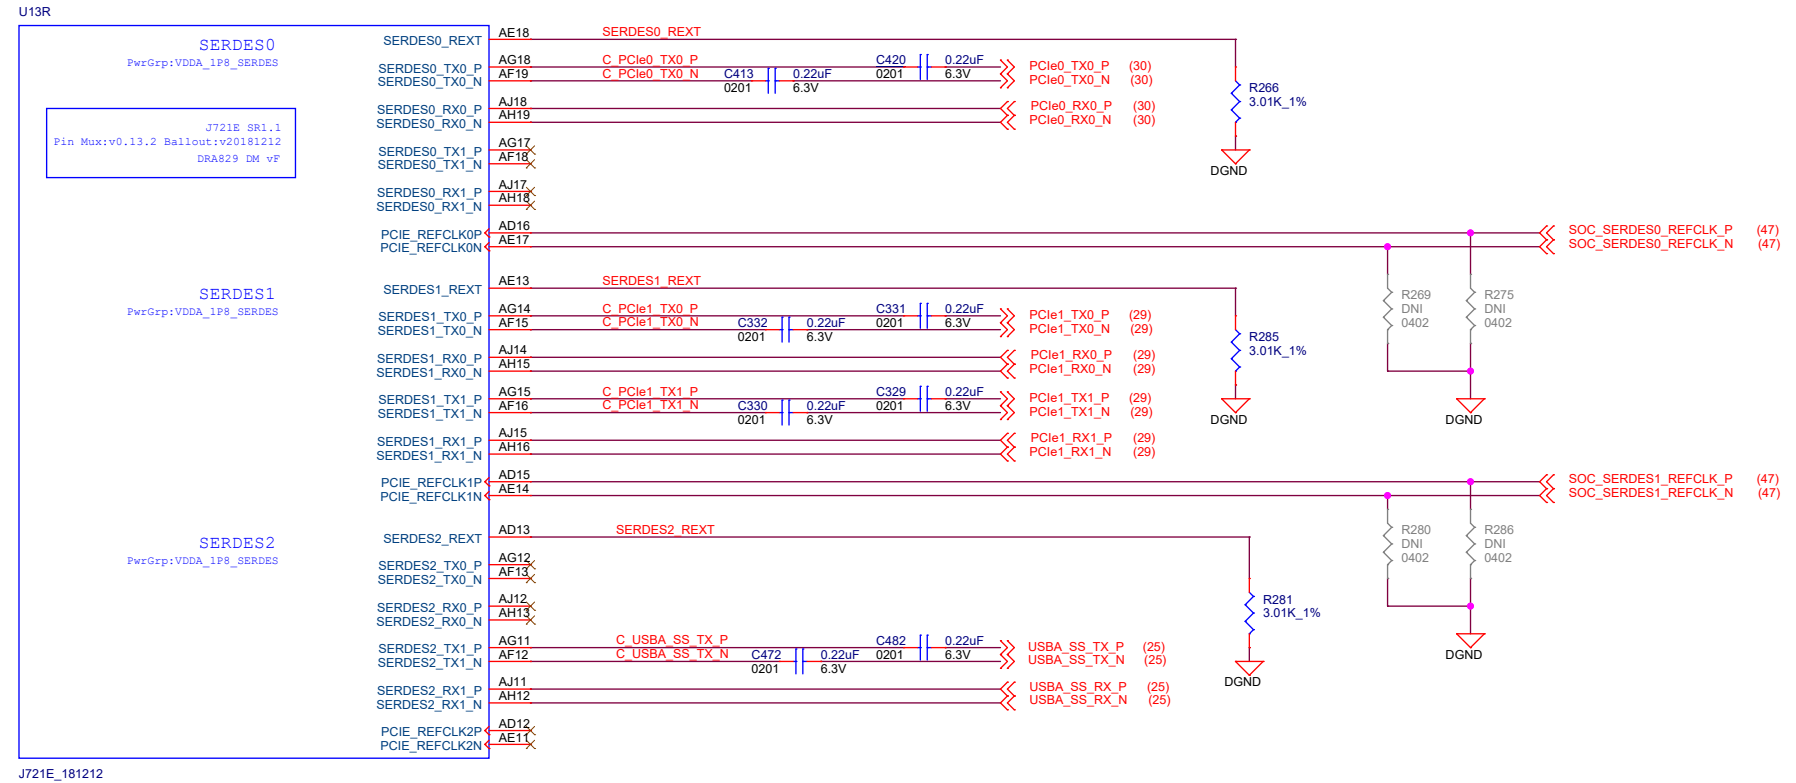 U13R
SERDES0
PwrGrp:VDDA_1P8_SERDES
J721E SR1.1
Pin Mux:v0.13.2 Ballout:v20181212
DRA829 DM vF
SERDES0_REXT AE18 SERDES0_REXT
SERDES0_TX0_P AG18 C_PCIe0_TX0_P C420 0.22uF 0201 6.3V PCIe0_TX0_P (30)
SERDES0_TX0_N AF19 C_PCIe0_TX0_N C413 0.22uF 0201 6.3V PCIe0_TX0_N (30)
R266
3.01K_1%
DGND
SERDES0_RX0_P AJ18 PCIe0_RX0_P (30)
SERDES0_RX0_N AH19 PCIe0_RX0_N (30)
SERDES0_TX1_P AG17
SERDES0_TX1_N AF18
SERDES0_RX1_P AJ17
SERDES0_RX1_N AH18
PCIE_REFCLK0P AD16 SOC_SERDES0_REFCLK_P (47)
PCIE_REFCLK0N AE17 SOC_SERDES0_REFCLK_N (47)
R269
DNI
0402
R275
DNI
0402
DGND
SERDES1
PwrGrp:VDDA_1P8_SERDES
SERDES1_REXT AE13 SERDES1_REXT
SERDES1_TX0_P AG14 C_PCIe1_TX0_P C331 0.22uF 0201 6.3V PCIe1_TX0_P (29)
SERDES1_TX0_N AF15 C_PCIe1_TX0_N C332 0.22uF 0201 6.3V PCIe1_TX0_N (29)
R285
3.01K_1%
DGND
SERDES1_RX0_P AJ14 PCIe1_RX0_P (29)
SERDES1_RX0_N AH15 PCIe1_RX0_N (29)
SERDES1_TX1_P AG15 C_PCIe1_TX1_P C329 0.22uF 0201 6.3V PCIe1_TX1_P (29)
SERDES1_TX1_N AF16 C_PCIe1_TX1_N C330 0.22uF 0201 6.3V PCIe1_TX1_N (29)
SERDES1_RX1_P AJ15 PCIe1_RX1_P (29)
SERDES1_RX1_N AH16 PCIe1_RX1_N (29)
PCIE_REFCLK1P AD15 SOC_SERDES1_REFCLK_P (47)
PCIE_REFCLK1N AE14 SOC_SERDES1_REFCLK_N (47)
R280
DNI
0402
R286
DNI
0402
DGND
SERDES2
PwrGrp:VDDA_1P8_SERDES
SERDES2_REXT AD13 SERDES2_REXT
SERDES2_TX0_P AG12
SERDES2_TX0_N AF13
SERDES2_RX0_P AJ12
SERDES2_RX0_N AH13
R281
3.01K_1%
DGND
SERDES2_TX1_P AG11 C_USBA_SS_TX_P C482 0.22uF 0201 6.3V USBA_SS_TX_P (25)
SERDES2_TX1_N AF12 C_USBA_SS_TX_N C472 0.22uF 0201 6.3V USBA_SS_TX_N (25)
SERDES2_RX1_P AJ11 USBA_SS_RX_P (25)
SERDES2_RX1_N AH12 USBA_SS_RX_N (25)
PCIE_REFCLK2P AD12
PCIE_REFCLK2N AE11
J721E_181212